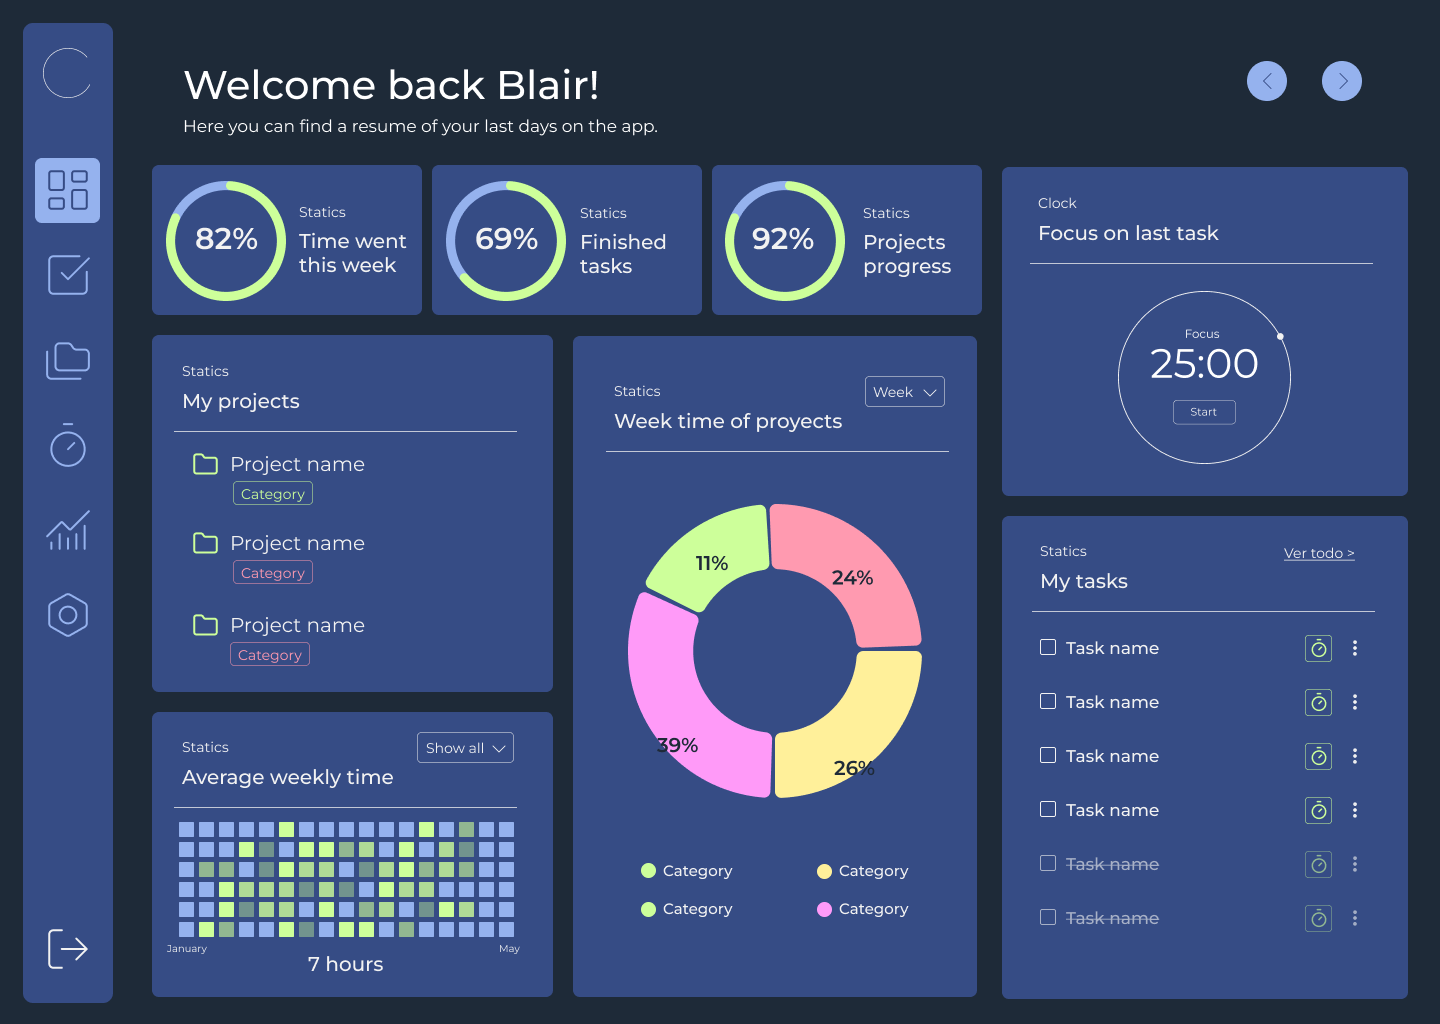 Welcome back Blair!
Here you can find a resume of your last days on the app.
82%
Statics
Time went
this week
69%
Statics
Finished
tasks
92%
Statics
Projects
progress
Clock
Focus on last task
Focus
25:00
Start
Statics
My projects
Project name
Category
Project name
Category
Project name
Category
Statics
Week
Week time of proyects
11%
24%
39%
26%
Category
Category
Category
Category
Statics
Ver todo >
My tasks
Task name
Task name
Task name
Task name
Task name
Task name
Statics
Show all
Average weekly time
January
May
7 hours